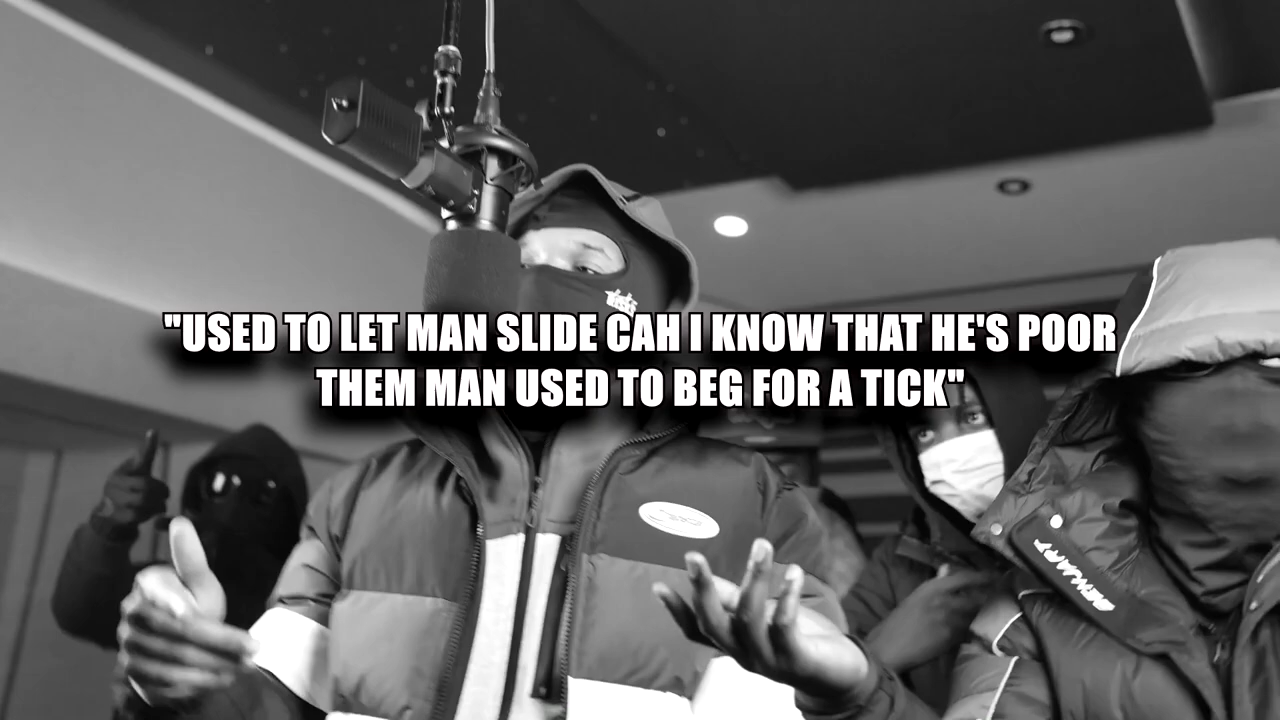 "USED TO LET MAN SLIDE CAH I KNOW THAT HE'S POOR
THEM MAN USED TO BEG FOR A TICK"